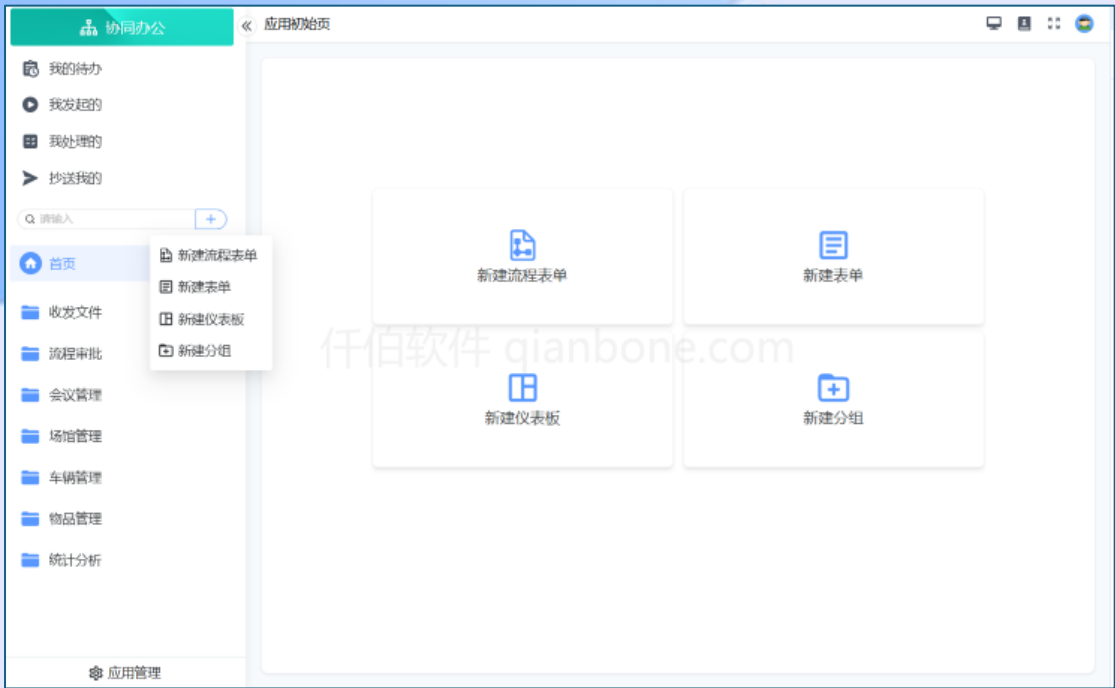 协同办公
应用初始页
我的待办
我发起的
我处理的
抄送我的
请输入
首页
新建流程表单
新建表单
新建仪表板
新建分组
收发文件
流程审批
会议管理
场馆管理
车辆管理
物品管理
统计分析
应用管理
新建流程表单
新建表单
仟佰软件 qianbone.com
新建仪表板
新建分组